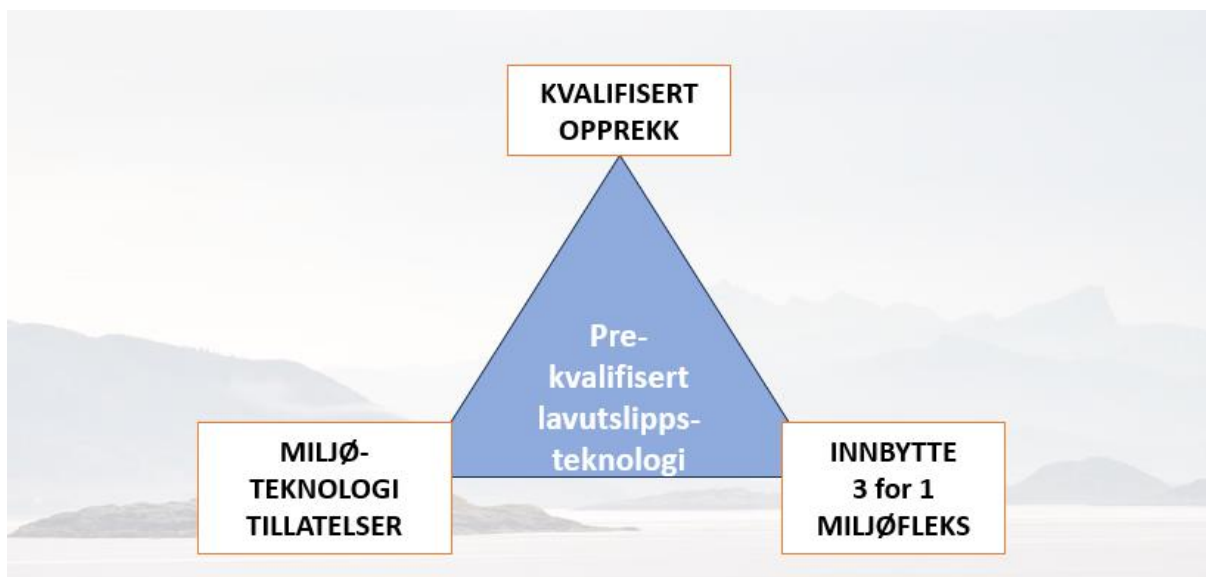 KVALIFISERT
OPPREKK
Pre-
kvalifisert
lavutslipps-
teknologi
MILJØ-
TEKNOLOGI
TILLATELSER
INNBYTTE
3 for 1
MILJØFLEKS